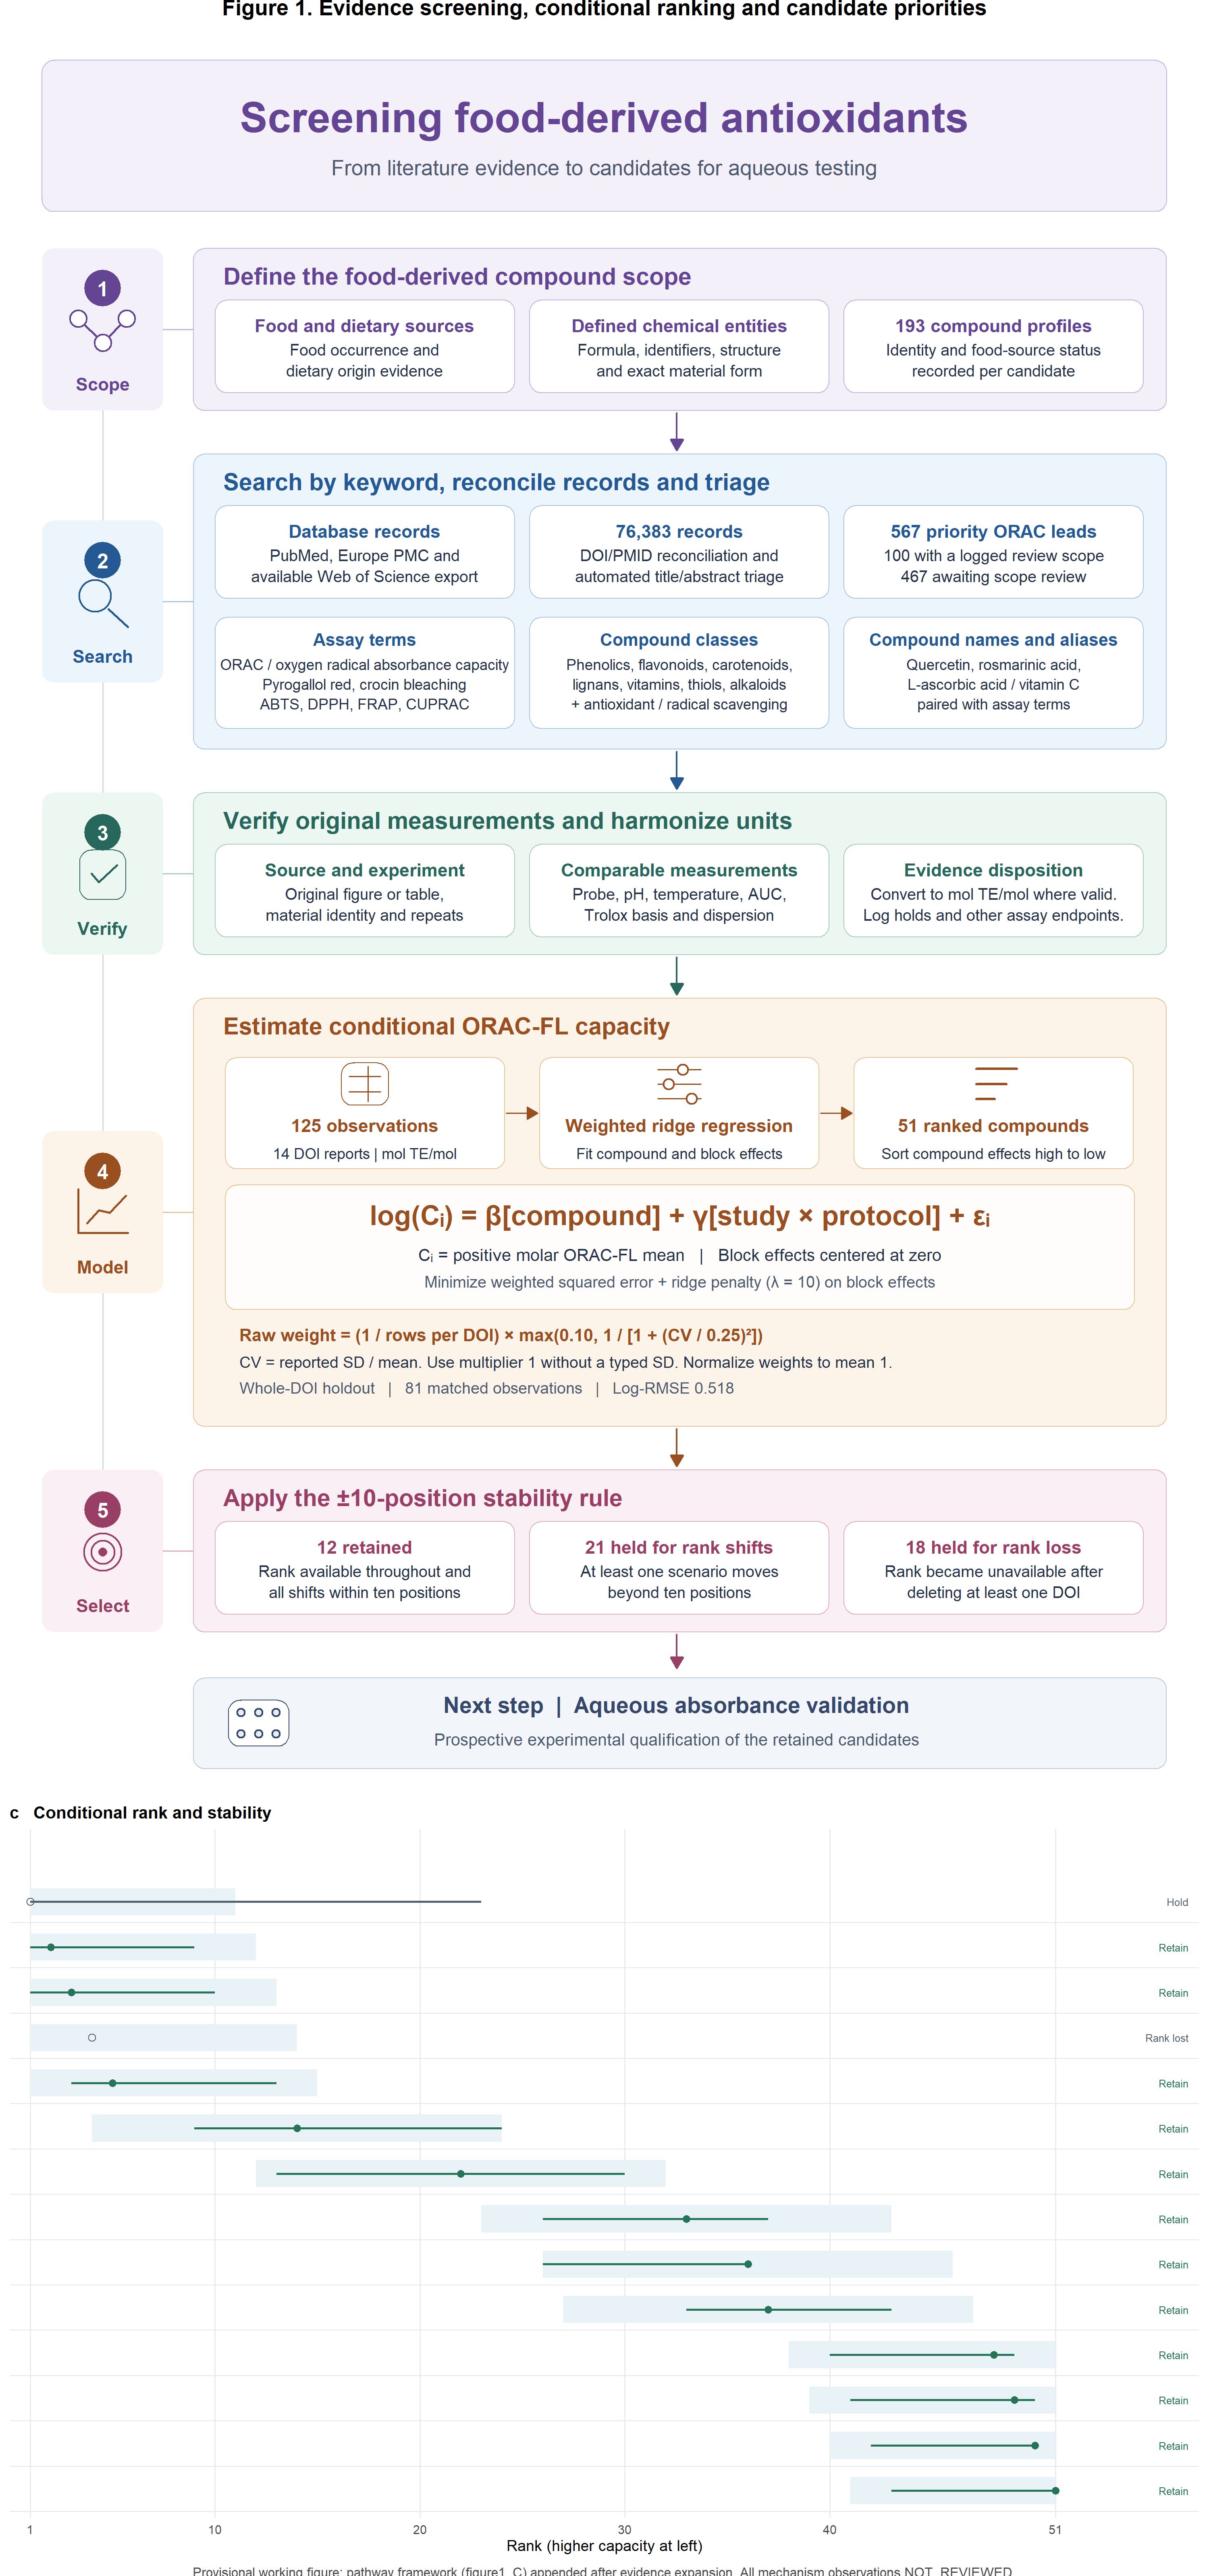 Figure 1. Evidence screening, conditional ranking and candidate priorities
Screening food-derived antioxidants
From literature evidence to candidates for aqueous testing
1
Scope
Define the food-derived compound scope
Food and dietary sources
Food occurrence and
dietary origin evidence
Defined chemical entities
Formula, identifiers, structure
and exact material form
193 compound profiles
Identity and food-source status
recorded per candidate
2
Search
Search by keyword, reconcile records and triage
Database records
PubMed, Europe PMC and
available Web of Science export
76,383 records
DOI/PMID reconciliation and
automated title/abstract triage
567 priority ORAC leads
100 with a logged review scope
467 awaiting scope review
Assay terms
ORAC / oxygen radical absorbance capacity
Pyrogallol red, crocin bleaching
ABTS, DPPH, FRAP, CUPRAC
Compound classes
Phenolics, flavonoids, carotenoids,
lignans, vitamins, thiols, alkaloids
+ antioxidant / radical scavenging
Compound names and aliases
Quercetin, rosmarinic acid,
L-ascorbic acid / vitamin C
paired with assay terms
3
Verify
Verify original measurements and harmonize units
Source and experiment
Original figure or table,
material identity and repeats
Comparable measurements
Probe, pH, temperature, AUC,
Trolox basis and dispersion
Evidence disposition
Convert to mol TE/mol where valid.
Log holds and other assay endpoints.
4
Model
Estimate conditional ORAC-FL capacity
125 observations
14 DOI reports | mol TE/mol
Weighted ridge regression
Fit compound and block effects
51 ranked compounds
Sort compound effects high to low
log(Cᵢ) = β[compound] + γ[study × protocol] + εᵢ
Cᵢ = positive molar ORAC-FL mean | Block effects centered at zero
Minimize weighted squared error + ridge penalty (λ = 10) on block effects
Raw weight = (1 / rows per DOI) × max(0.10, 1 / [1 + (CV / 0.25)²])
CV = reported SD / mean. Use multiplier 1 without a typed SD. Normalize weights to mean 1.
Whole-DOI holdout | 81 matched observations | Log-RMSE 0.518
5
Select
Apply the ±10-position stability rule
12 retained
Rank available throughout and
all shifts within ten positions
21 held for rank shifts
At least one scenario moves
beyond ten positions
18 held for rank loss
Rank became unavailable after
deleting at least one DOI
Next step | Aqueous absorbance validation
Prospective experimental qualification of the retained candidates
c Conditional rank and stability
Hold
Retain
Retain
Rank lost
Retain
Retain
Retain
Retain
Retain
Retain
Retain
Retain
Retain
Retain
1 10 20 30 40 51
Rank (higher capacity at left)
Provisional working figure: pathway framework (figure1_C) appended after evidence expansion. All mechanism observations NOT_REVIEWED